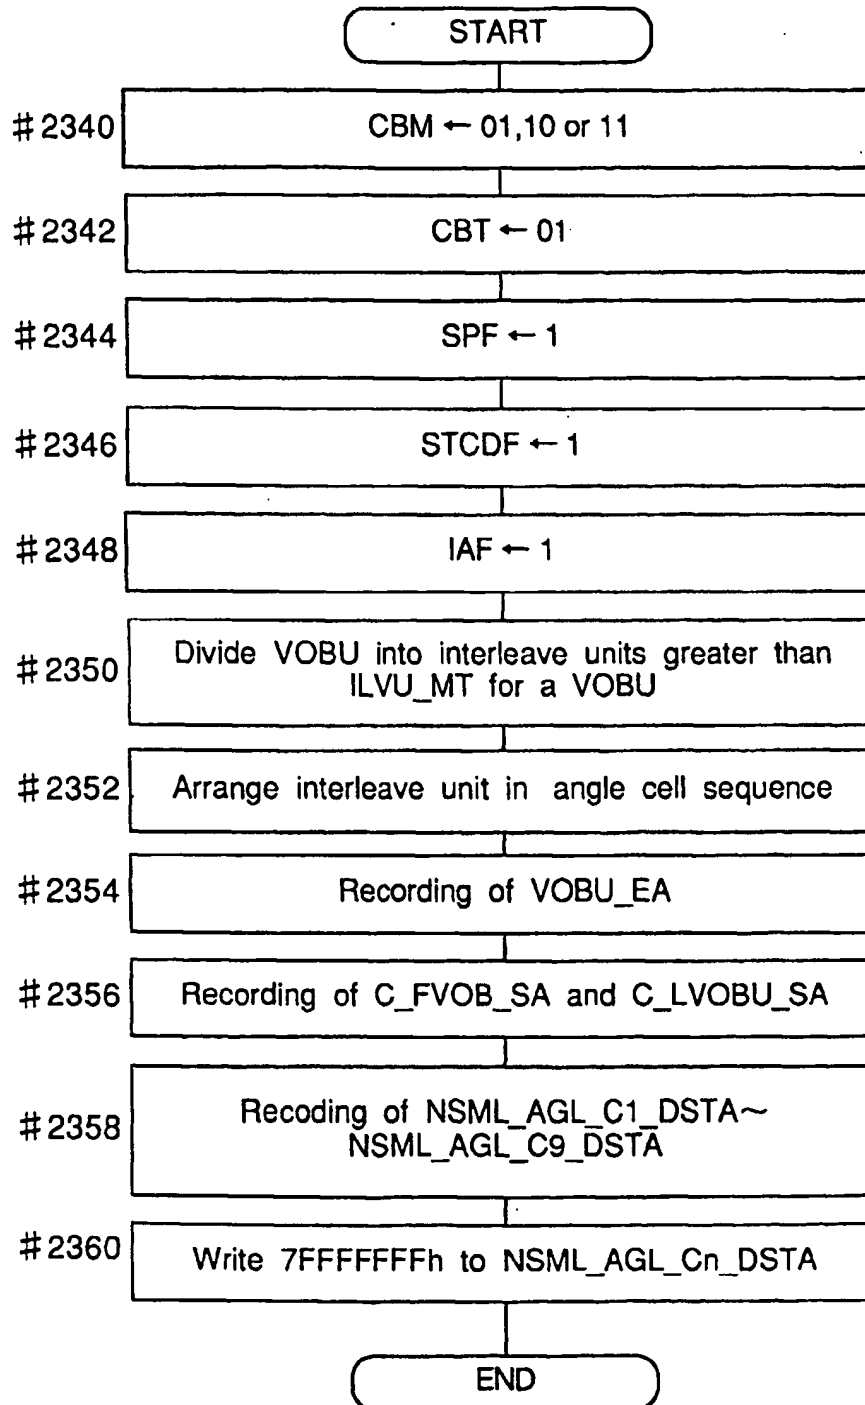 START
#2340 CBM ← 01,10 or 11
#2342 CBT ← 01
#2344 SPF ← 1
#2346 STCDF ← 1
#2348 IAF ← 1
#2350 Divide VOBU into interleave units greater than
ILVU_MT for a VOBU
#2352 Arrange interleave unit in angle cell sequence
#2354 Recording of VOBU_EA
#2356 Recording of C_FVOB_SA and C_LVOBU_SA
#2358 Recoding of NSML_AGL_C1_DSTA~
NSML_AGL_C9_DSTA
#2360 Write 7FFFFFFFh to NSML_AGL_Cn_DSTA
END